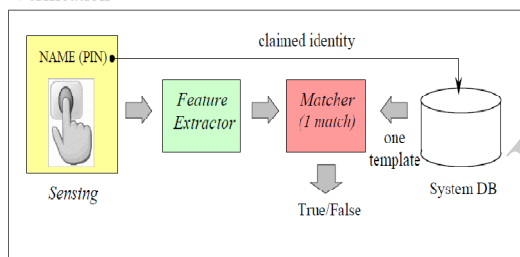 claimed identity
NAME (PIN)
Feature
Extractor
Matcher
(1 match)
one
template
Sensing
System DB
True/False